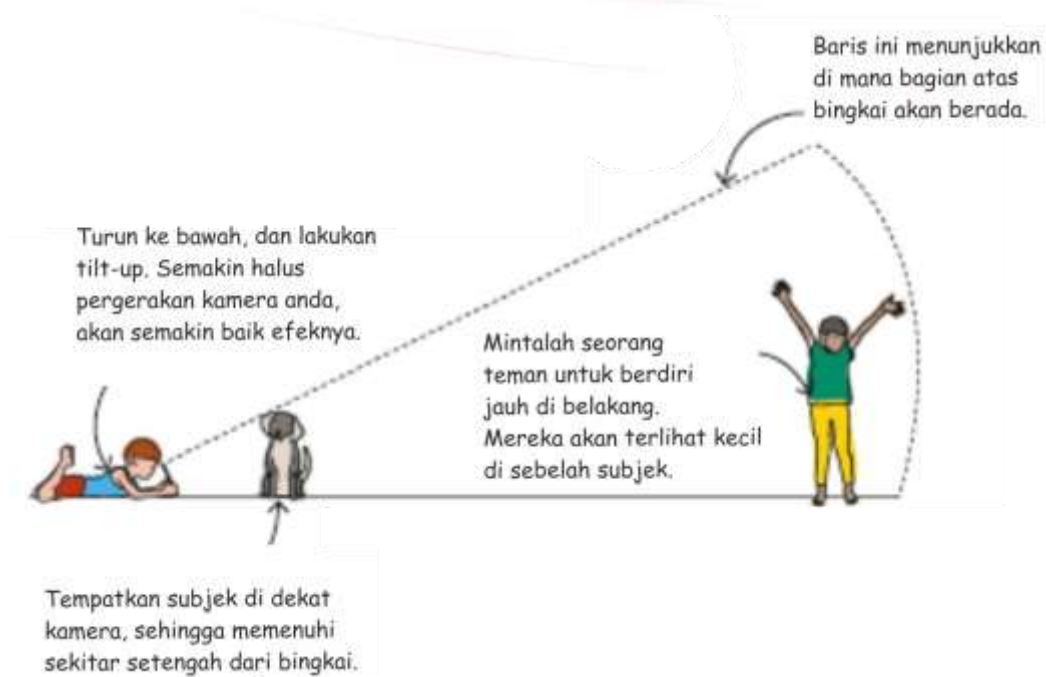 Baris ini menunjukkan
di mana bagian atas
bingkai akan berada.
Turun ke bawah, dan lakukan
tilt-up. Semakin halus
pergerakan kamera anda,
akan semakin baik efeknya.
Mintalah seorang
teman untuk berdiri
jauh di belakang.
Mereka akan terlihat kecil
di sebelah subjek.
Tempatkan subjek di dekat
kamera, sehingga memenuhi
sekitar setengah dari bingkai.